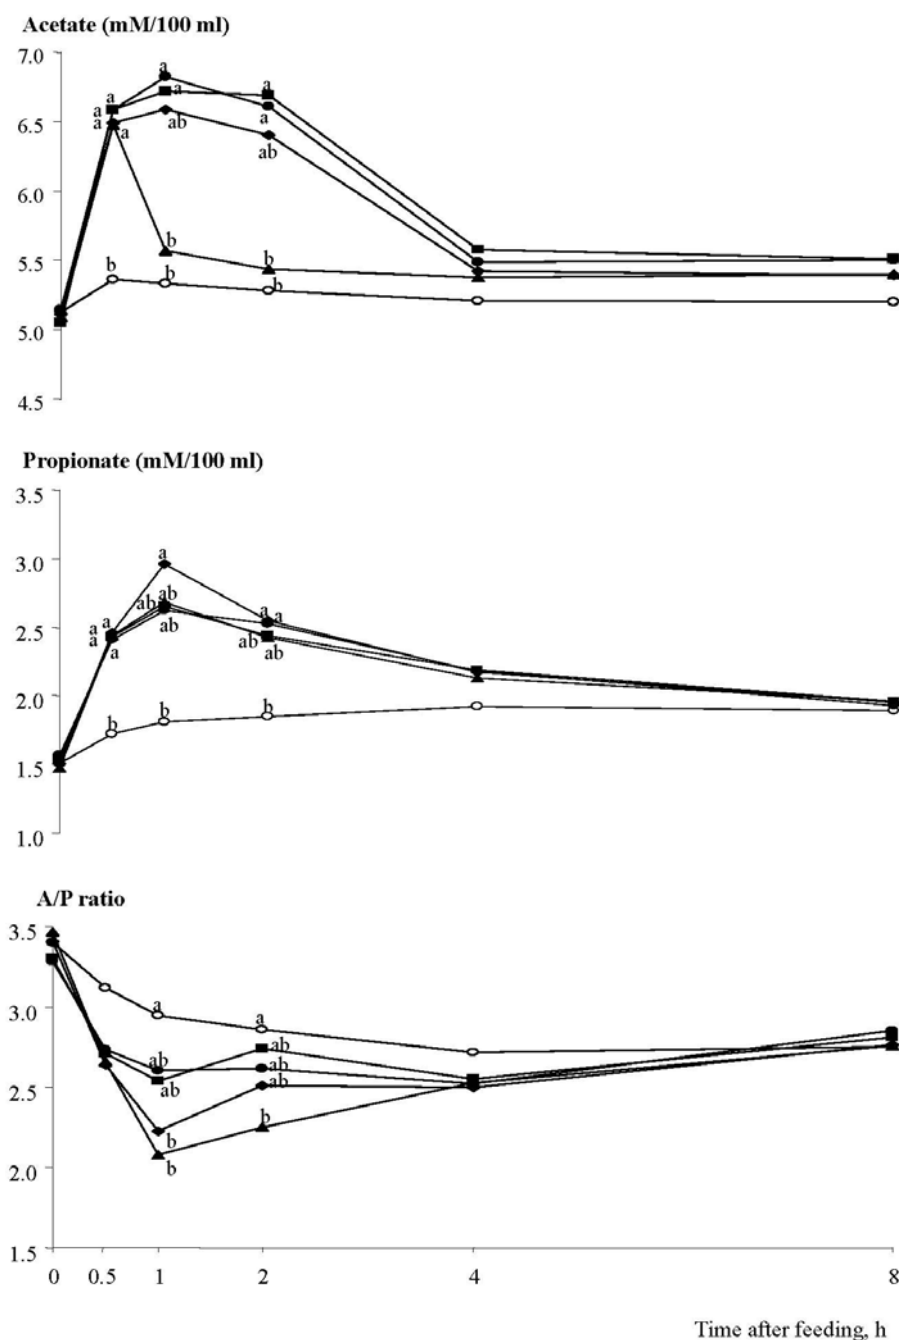 Acetate (mM/100 ml)
7.0
a
a a a
a a
6.5 a a ab
ab
6.0
5.5 b b b
b b
5.0
4.5
Propionate (mM/100 ml)
3.5
3.0 a
ab ab
2.5 a a a a
a a ab ab ab
2.0
b b b
1.5
1.0
A/P ratio
3.5
3.0 a a
ab ab
2.5 ab ab
b b
2.0 b
1.5
0 0.5 1 2 4 8
Time after feeding, h